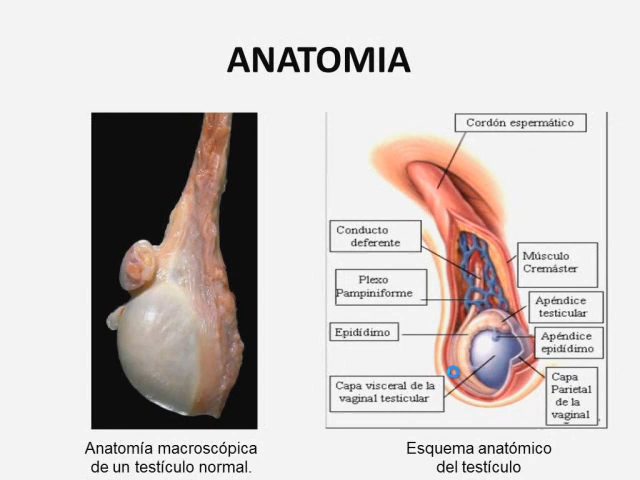 ANATOMIA
Cordón espermático
Conducto
deferente
Músculo
Cremáster
Plexo
Pampiniforme
Apéndice
testicular
Epidídimo
Apéndice
epidídimo
Capa visceral de la
vaginal testicular
Capa
Parietal
de la
vaginal
Anatomía macroscópica
de un testículo normal.
Esquema anatómico
del testículo